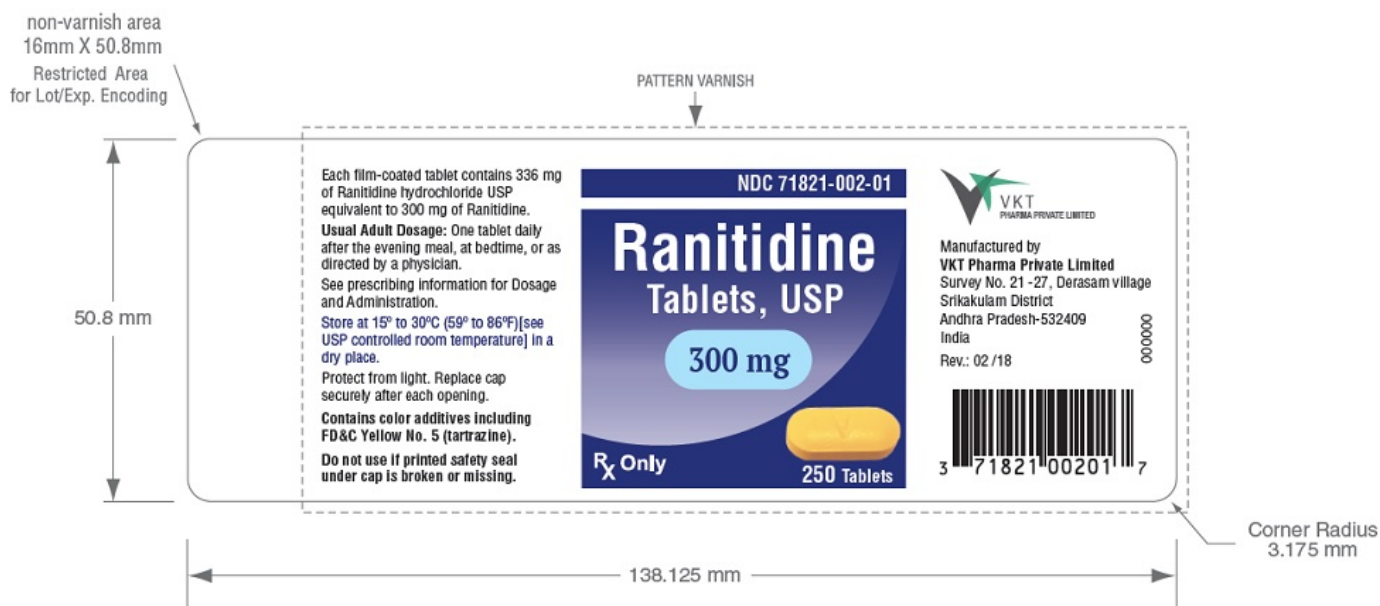 non-varnish area
16mm X 50.8mm
Restricted Area
for Lot/Exp. Encoding
PATTERN VARNISH
50.8 mm
Each film-coated tablet contains 336 mg
of Ranitidine hydrochloride USP
equivalent to 300 mg of Ranitidine.
Usual Adult Dosage: One tablet daily
after the evening meal, at bedtime, or as
directed by a physician.
See prescribing information for Dosage
and Administration.
Store at 15º to 30ºC (59º to 86ºF)[see
USP controlled room temperature] in a
dry place.
Protect from light. Replace cap
securely after each opening.
Contains color additives including
FD&C Yellow No. 5 (tartrazine).
Do not use if printed safety seal
under cap is broken or missing.
NDC 71821-002-01
Ranitidine
Tablets, USP
300 mg
Rx Only
250 Tablets
VKT
PHARMA PRIVATE LIMITED
Manufactured by
VKT Pharma Private Limited
Survey No. 21 -27, Derasam village
Srikakulam District
Andhra Pradesh-532409
India
Rev.: 02 /18
000000
3 71821 00201 7
Corner Radius
3.175 mm
138.125 mm